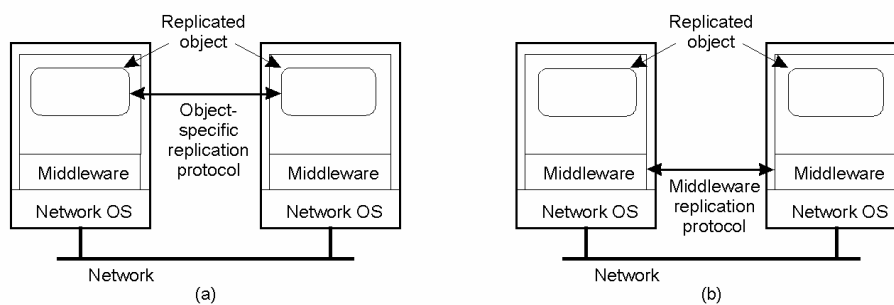 Replicated
object
Object-
specific
replication
protocol
Middleware
Middleware
Network OS
Network OS
Network
(a)
Replicated
object
Middleware
Middleware
Middleware
replication
protocol
Network OS
Network OS
Network
(b)